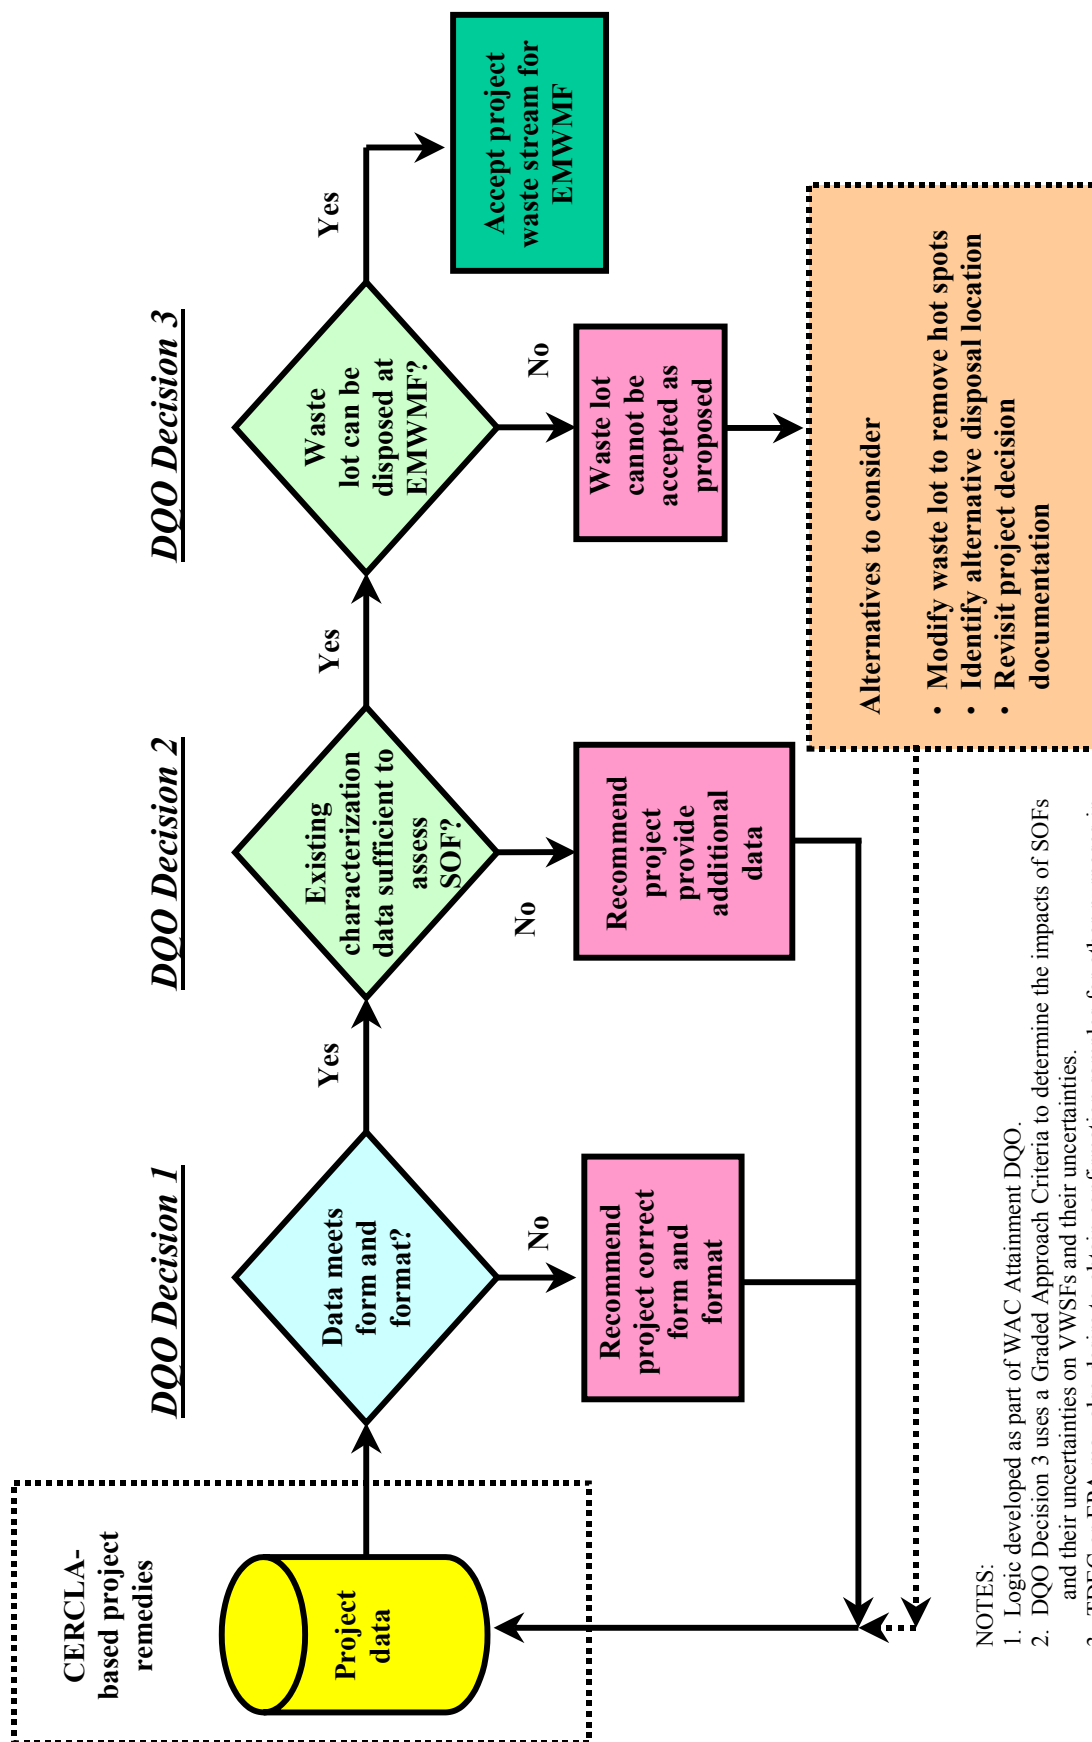 CERCLA-
based project
remedies
Project
data
DQO Decision 1
Data meets
form and
format?
Yes
No
Recommend
project correct
form and
format
DQO Decision 2
Existing
characterization
data sufficient to
assess
SOF?
Yes
No
Recommend
project
provide
additional
data
DQO Decision 3
Waste
lot can be
disposed at
EMWMF?
Yes
No
Waste lot
cannot be
accepted as
proposed
Accept project
waste stream for
EMWMF
Alternatives to consider
• Modify waste lot to remove hot spots
• Identify alternative disposal location
• Revisit project decision
documentation
NOTES:
1. Logic developed as part of WAC Attainment DQO.
2. DQO Decision 3 uses a Graded Approach Criteria to determine the impacts of SOFs
and their uncertainties on VWSFs and their uncertainties.